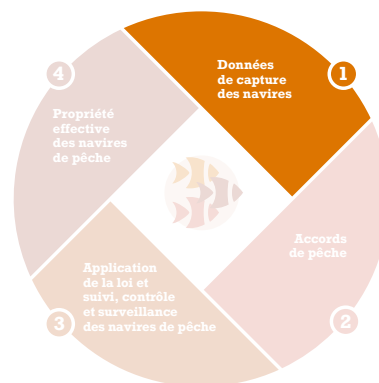 1
Données
de capture
des navires
2
Accords
de pêche
3
Application
de la loi et
suivi, contrôle
et surveillance
des navires de pêche
4
Propriété
effective
des navires
de pêche